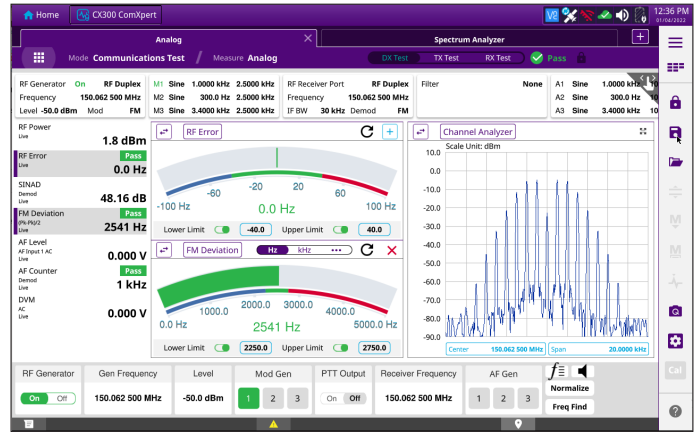 Home
CX300 ComXpert
12:36 PM
01/04/2022
Analog
Spectrum Analyzer
Mode Communications Test / Measure Analog
DX Test TX Test RX Test Pass
RF Generator On RF Duplex
Frequency 150.062 500 MHz
Level -50.0 dBm Mod FM
M1 Sine 1.0000 kHz 2.5000 kHz
M2 Sine 300.0 Hz 2.5000 kHz
M3 Sine 3.4000 kHz 2.5000 kHz
RF Receiver Port RF Duplex
Frequency 150.062 500 MHz
IF BW 30 kHz Demod FM
Filter None
A1 Sine 1.0000 kHz 10
A2 Sine 300.0 Hz 10
A3 Sine 3.4000 kHz 10
RF Power
Live
1.8 dBm
RF Error Pass
Live
0.0 Hz
SINAD
Demod
Live
48.16 dB
FM Deviation Pass
(Pk-Pk)/2
Live
2541 Hz
AF Level
AF Input 1 AC
Live
0.000 V
AF Counter Pass
Demod
Live
1 kHz
DVM
AC
Live
0.000 V
RF Error
-100 Hz -60 -20 20 60 100 Hz
0.0 Hz
Lower Limit -40.0 Upper Limit 40.0
FM Deviation Hz kHz •••
0.0 Hz 1000.0 2000.0 3000.0 4000.0 5000.0 Hz
2541 Hz
Lower Limit 2250.0 Upper Limit 2750.0
Channel Analyzer
Scale Unit: dBm
10.0
0.0
-10.0
-20.0
-30.0
-40.0
-50.0
-60.0
-70.0
-80.0
-90.0
Center 150.062 500 MHz Span 20.0000 kHz
RF Generator
On Off
Gen Frequency
150.062 500 MHz
Level
-50.0 dBm
Mod Gen
1 2 3
PTT Output
On Off
Receiver Frequency
150.062 500 MHz
AF Gen
1 2 3
Normalize
Freq Find
M
M
Cal